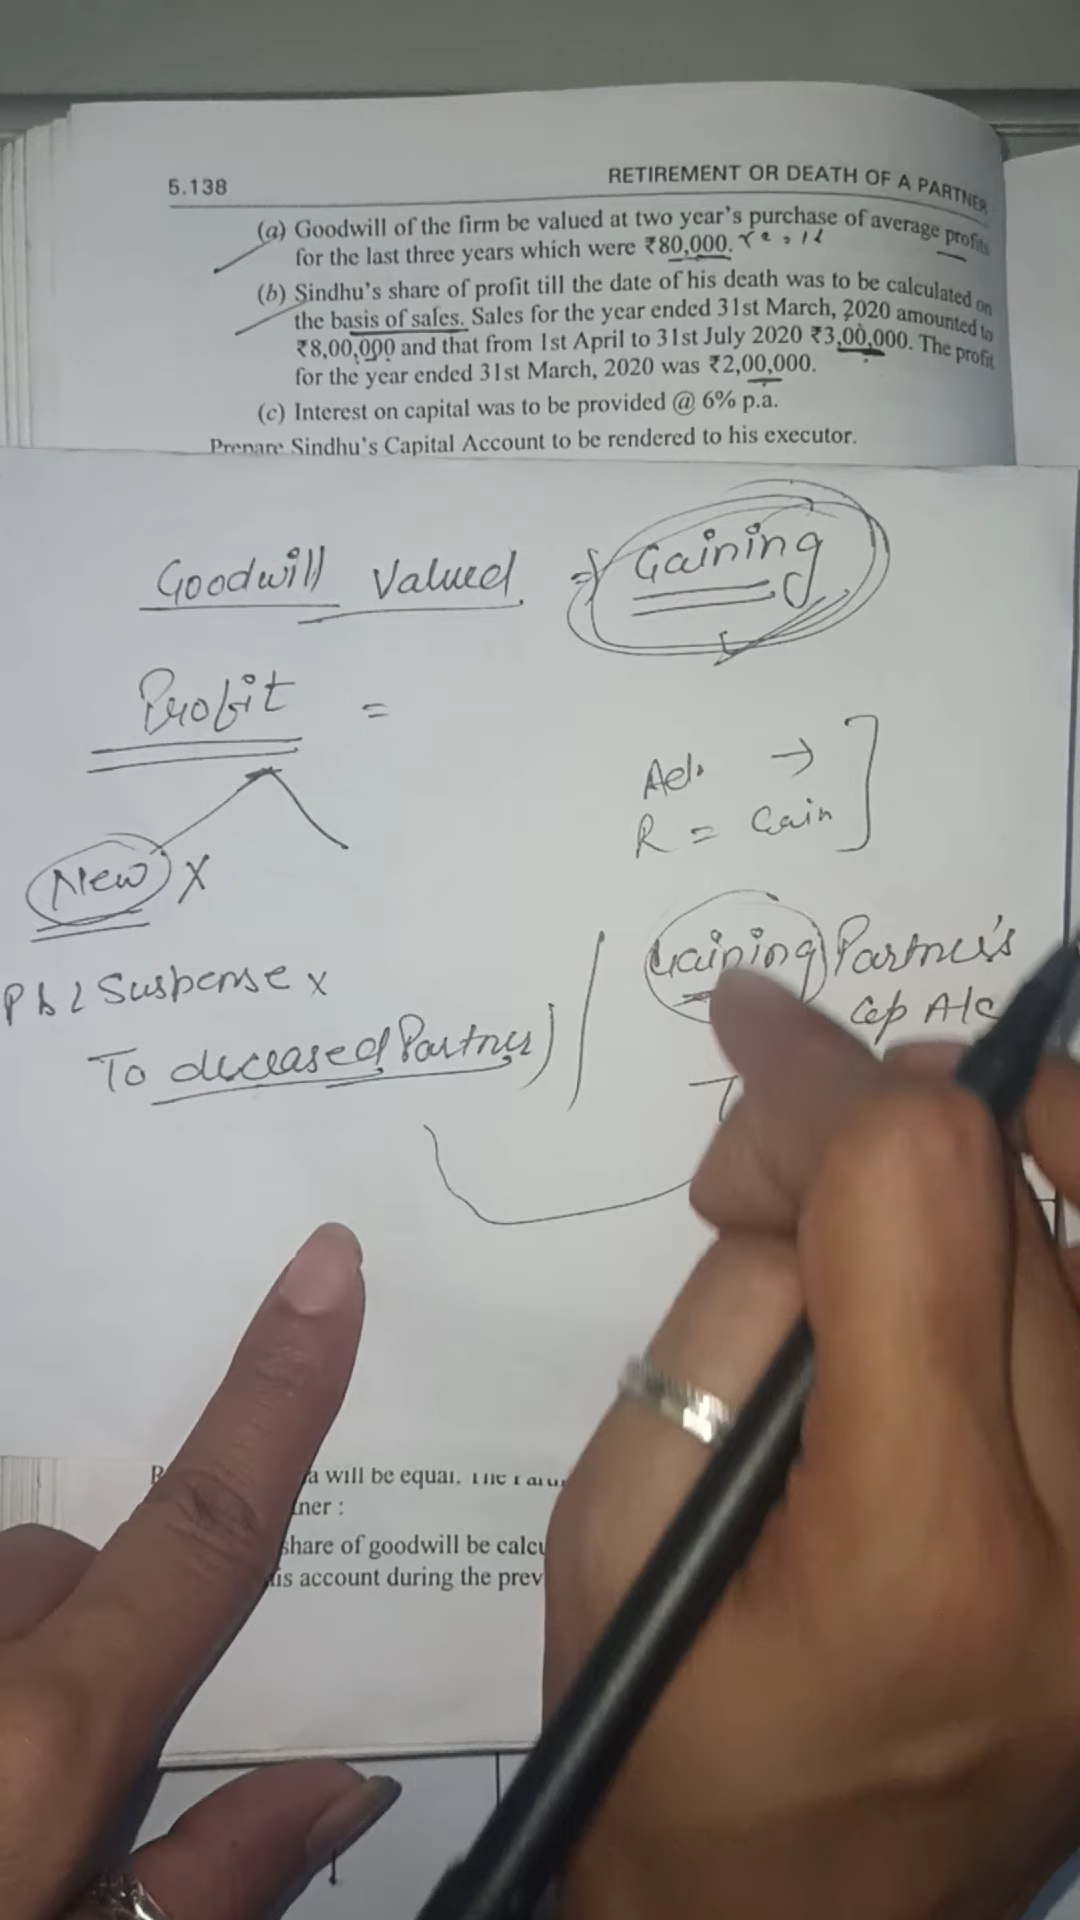 5.138 RETIREMENT OR DEATH OF A PARTNER
(a) Goodwill of the firm be valued at two year's purchase of average profits
for the last three years which were ₹80,000.
(b) Sindhu's share of profit till the date of his death was to be calculated on
the basis of sales. Sales for the year ended 31st March, 2020 amounted to
₹8,00,000 and that from 1st April to 31st July 2020 ₹3,00,000. The profit
for the year ended 31st March, 2020 was ₹2,00,000.
(c) Interest on capital was to be provided @ 6% p.a.
Prepare Sindhu's Capital Account to be rendered to his executor.
Goodwill Valued ⇒ Gaining
Profit =
Ad. →
R = Gain
New X
Gaining Partner's
Cap A/c
P & L Suspense x
To deceased Partner
T
a will be equal. The
ner :
share of goodwill be calcu
is account during the prev